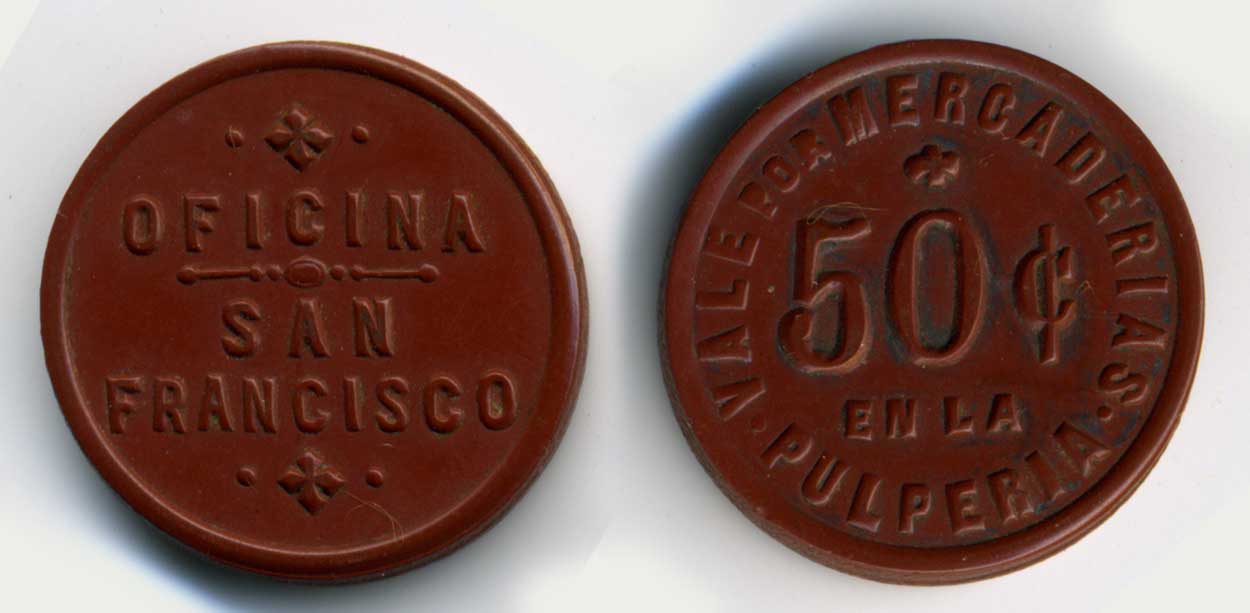 OFICINA
SAN
FRANCISCO
VALE POR MERCADERIAS.
50¢
EN LA
· PULPERIA